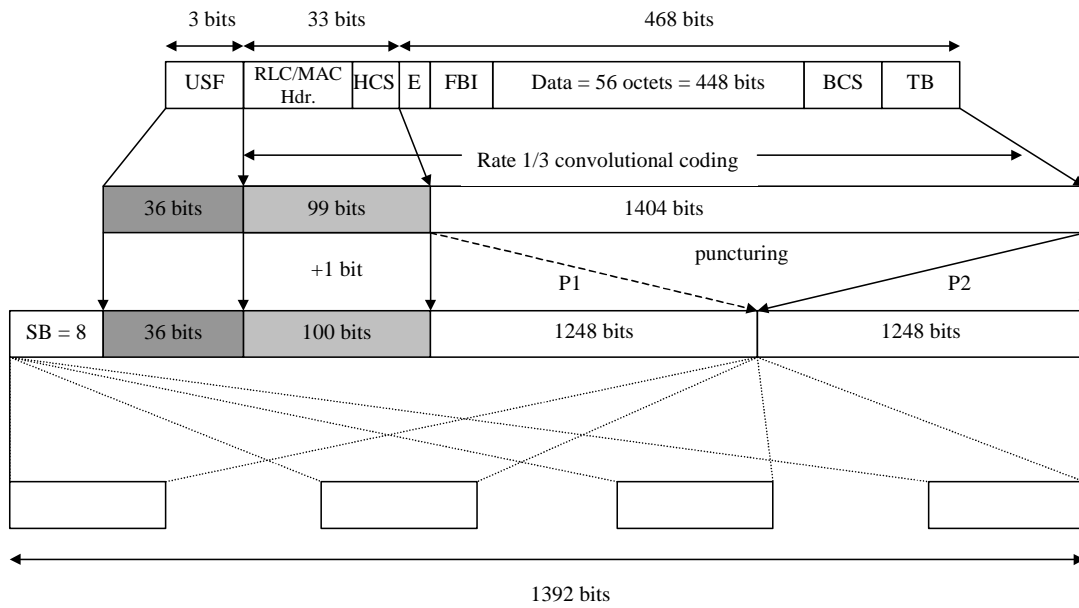 3 bits 33 bits 468 bits
USF RLC/MAC Hdr. HCS E FBI Data = 56 octets = 448 bits BCS TB
Rate 1/3 convolutional coding
36 bits 99 bits 1404 bits
+1 bit puncturing
P1 P2
SB = 8 36 bits 100 bits 1248 bits 1248 bits
1392 bits